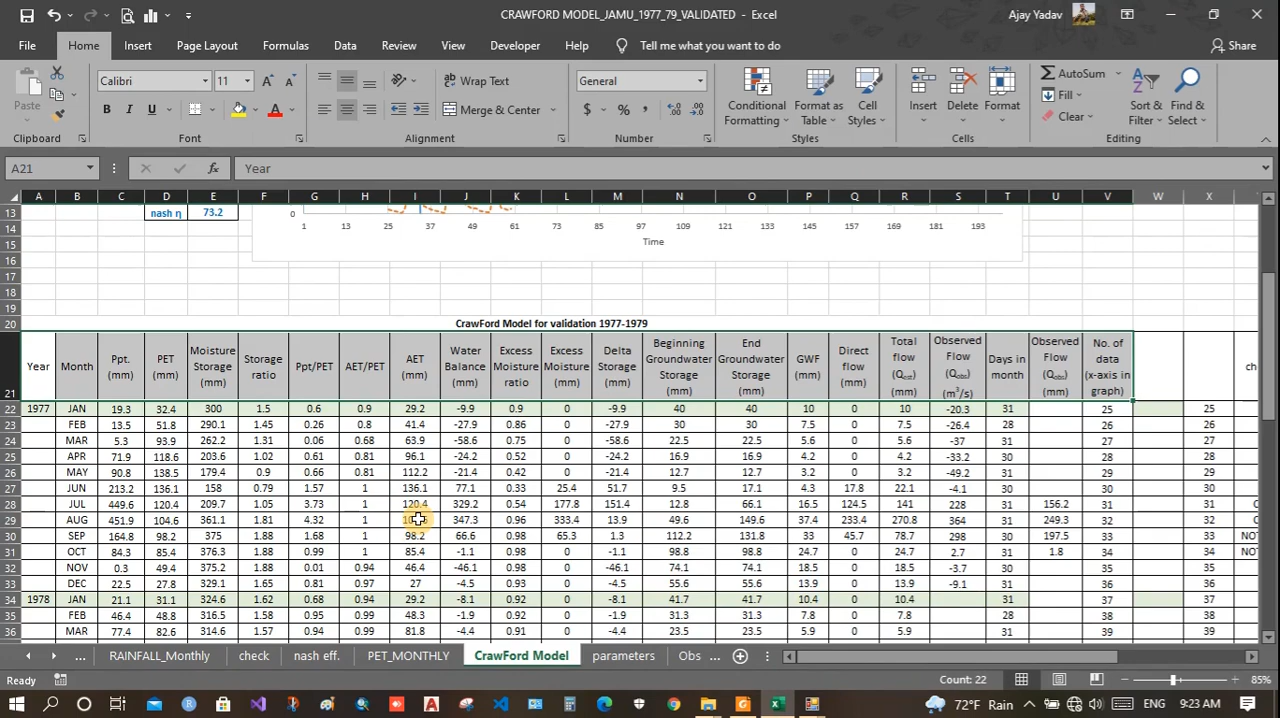 CRAWFORD MODEL_JAMU_1977_79_VALIDATED - Excel
Ajay Yadav
File Home Insert Page Layout Formulas Data Review View Developer Help Tell me what you want to do
Share
Paste
Calibri 11 A A
B I U
Wrap Text
Merge & Center
General
$ % ,
Conditional Formatting
Format as Table
Cell Styles
Insert Delete Format
AutoSum
Fill
Clear
Sort & Filter
Find & Select
Clipboard Font Alignment Number Styles Cells Editing
A21 fx Year
A B C D E F G H I J K L M N O P Q R S T U V W X
13 nash η 73.2 0
14 1 13 25 37 49 61 73 85 97 109 121 133 145 157 169 181 193
15 Time
16
17
18
19
20 CrawFord Model for validation 1977-1979
21 Year Month Ppt. (mm) PET (mm) Moisture Storage (mm) Storage ratio Ppt/PET AET/PET AET (mm) Water Balance (mm) Excess Moisture ratio Excess Moisture (mm) Delta Storage (mm) Beginning Groundwater Storage (mm) End Groundwater Storage (mm) GWF (mm) Direct flow (mm) Total flow (Qcal) (mm) Observed Flow (Qobs) (m³/s) Days in month Observed Flow (Qobs) (mm) No. of data (x-axis in graph) ch
22 1977 JAN 19.3 32.4 300 1.5 0.6 0.9 29.2 -9.9 0.9 0 -9.9 40 40 10 0 10 -20.3 31 25 25
23 FEB 13.5 51.8 290.1 1.45 0.26 0.8 41.4 -27.9 0.86 0 -27.9 30 30 7.5 0 7.5 -26.4 28 26 26
24 MAR 5.3 93.9 262.2 1.31 0.06 0.68 63.9 -58.6 0.75 0 -58.6 22.5 22.5 5.6 0 5.6 -37 31 27 27
25 APR 71.9 118.6 203.6 1.02 0.61 0.81 96.1 -24.2 0.52 0 -24.2 16.9 16.9 4.2 0 4.2 -33.2 30 28 28
26 MAY 90.8 138.5 179.4 0.9 0.66 0.81 112.2 -21.4 0.42 0 -21.4 12.7 12.7 3.2 0 3.2 -49.2 31 29 29
27 JUN 213.2 136.1 158 0.79 1.57 1 136.1 77.1 0.33 25.4 51.7 9.5 17.1 4.3 17.8 22.1 -4.1 30 30 30
28 JUL 449.6 120.4 209.7 1.05 3.73 1 120.4 329.2 0.54 177.8 151.4 12.8 66.1 16.5 124.5 141 228 31 156.2 31 31
29 AUG 451.9 104.6 361.1 1.81 4.32 1 347.3 0.96 333.4 13.9 49.6 149.6 37.4 233.4 270.8 364 31 249.3 32 32
30 SEP 164.8 98.2 375 1.88 1.68 1 98.2 66.6 0.98 65.3 1.3 112.2 131.8 33 45.7 78.7 298 30 197.5 33 33 NOT
31 OCT 84.3 85.4 376.3 1.88 0.99 1 85.4 -1.1 0.98 0 -1.1 98.8 98.8 24.7 0 24.7 2.7 31 1.8 34 34 NOT
32 NOV 0.3 49.4 375.2 1.88 0.01 0.94 46.4 -46.1 0.98 0 -46.1 74.1 74.1 18.5 0 18.5 -3.7 30 35 35
33 DEC 22.5 27.8 329.1 1.65 0.81 0.97 27 -4.5 0.93 0 -4.5 55.6 55.6 13.9 0 13.9 -9.1 31 36 36
34 1978 JAN 21.1 31.1 324.6 1.62 0.68 0.94 29.2 -8.1 0.92 0 -8.1 41.7 41.7 10.4 0 10.4 31 37 37
35 FEB 46.4 48.8 316.5 1.58 0.95 0.99 48.3 -1.9 0.92 0 -1.9 31.3 31.3 7.8 0 7.8 28 38 38
36 MAR 77.4 82.6 314.6 1.57 0.94 0.99 81.8 -4.4 0.91 0 -4.4 23.5 23.5 5.9 0 5.9 31 39 39
... RAINFALL_Monthly check nash eff. PET_MONTHLY CrawFord Model parameters Obs ...
Ready Count: 22 85%
72°F Rain ENG 9:23 AM